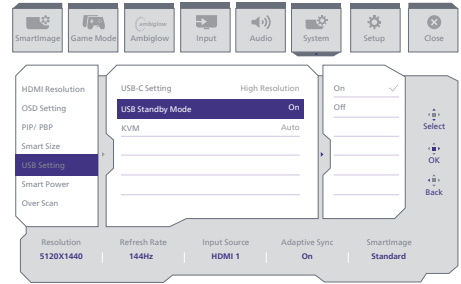 SmartImage
Game Mode
ambiglow
Ambiglow
Input
Audio
System
Setup
Close
HDMI Resolution
OSD Setting
PIP/ PBP
Smart Size
USB Setting
Smart Power
Over Scan
USB-C Setting High Resolution
USB Standby Mode On
KVM Auto
On
Off
Select
OK
Back
Resolution Refresh Rate Input Source Adaptive Sync SmartImage
5120X1440 144Hz HDMI 1 On Standard